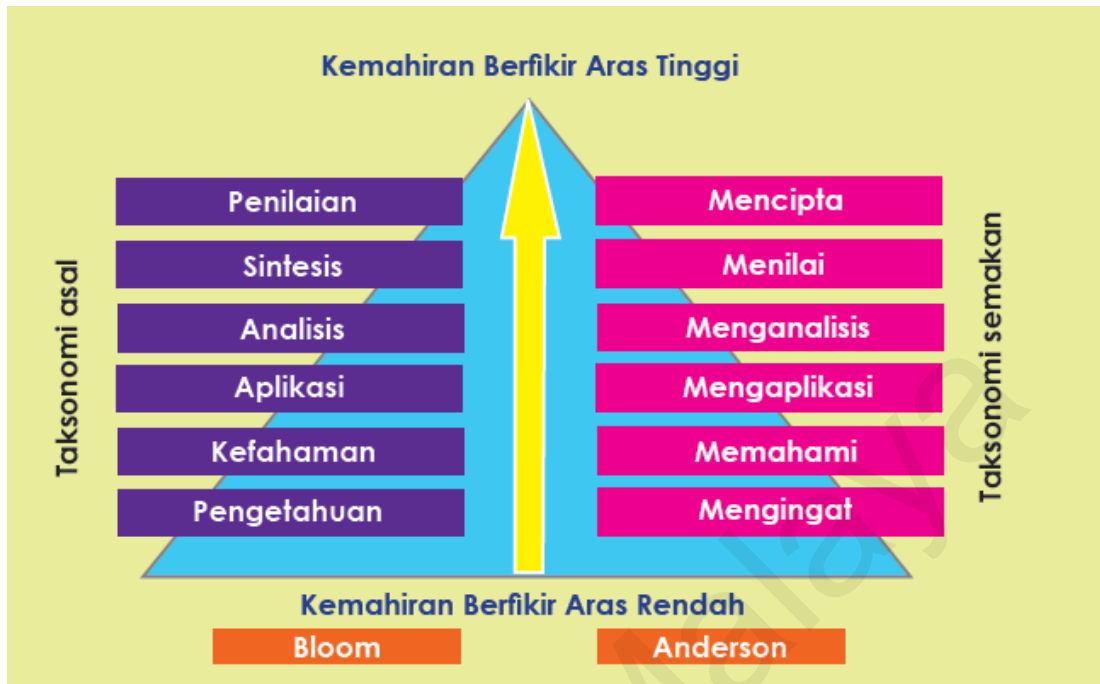 Kemahiran Berfikir Aras Tinggi
Taksonomi asal
Penilaian
Sintesis
Analisis
Aplikasi
Kefahaman
Pengetahuan
Mencipta
Menilai
Menganalisis
Mengaplikasi
Memahami
Mengingat
Taksonomi semakan
Kemahiran Berfikir Aras Rendah
Bloom
Anderson
Malaya